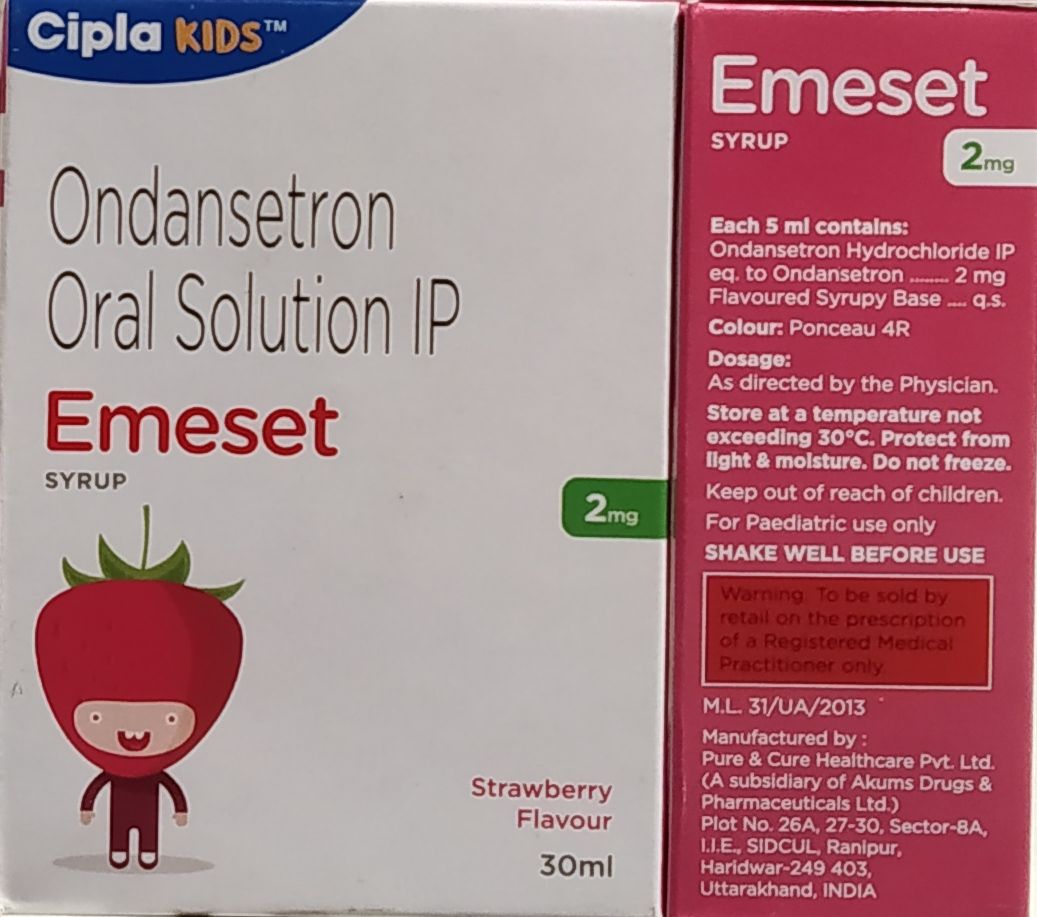 Cipla KIDS™
Ondansetron
Oral Solution IP
Emeset
SYRUP
2mg
Strawberry
Flavour
30ml
Emeset
SYRUP
2mg
Each 5 ml contains:
Ondansetron Hydrochloride IP
eq. to Ondansetron ........ 2 mg
Flavoured Syrupy Base .... q.s.
Colour: Ponceau 4R
Dosage:
As directed by the Physician.
Store at a temperature not
exceeding 30°C. Protect from
light & moisture. Do not freeze.
Keep out of reach of children.
For Paediatric use only
SHAKE WELL BEFORE USE
Warning: To be sold by
retail on the prescription
of a Registered Medical
Practitioner only.
M.L. 31/UA/2013
Manufactured by :
Pure & Cure Healthcare Pvt. Ltd.
(A subsidiary of Akums Drugs &
Pharmaceuticals Ltd.)
Plot No. 26A, 27-30, Sector-8A,
I.I.E., SIDCUL, Ranipur,
Haridwar-249 403,
Uttarakhand, INDIA